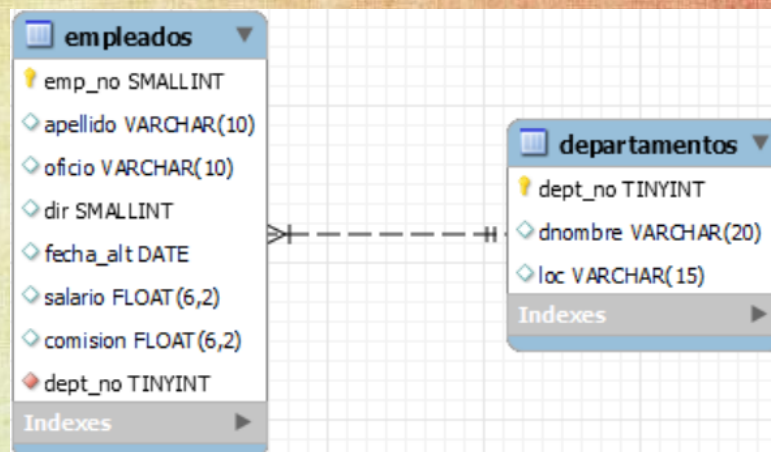 empleados
emp_no SMALLINT
apellido VARCHAR(10)
oficio VARCHAR(10)
dir SMALLINT
fecha_alt DATE
salario FLOAT(6,2)
comision FLOAT(6,2)
dept_no TINYINT
Indexes
departamentos
dept_no TINYINT
dnombre VARCHAR(20)
loc VARCHAR(15)
Indexes